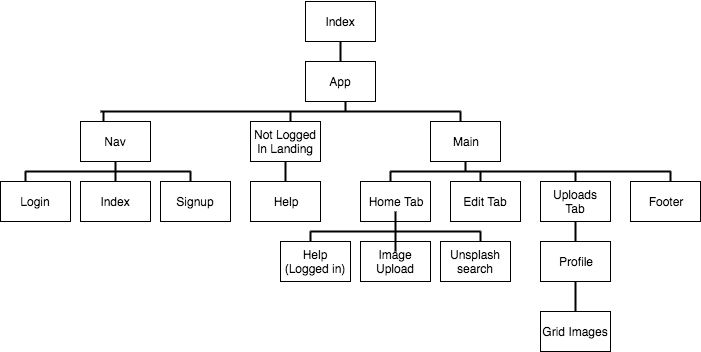 Index
App
Nav
Not Logged
In Landing
Main
Login
Index
Signup
Help
Home Tab
Edit Tab
Uploads
Tab
Footer
Help
(Logged in)
Image
Upload
Unsplash
search
Profile
Grid Images